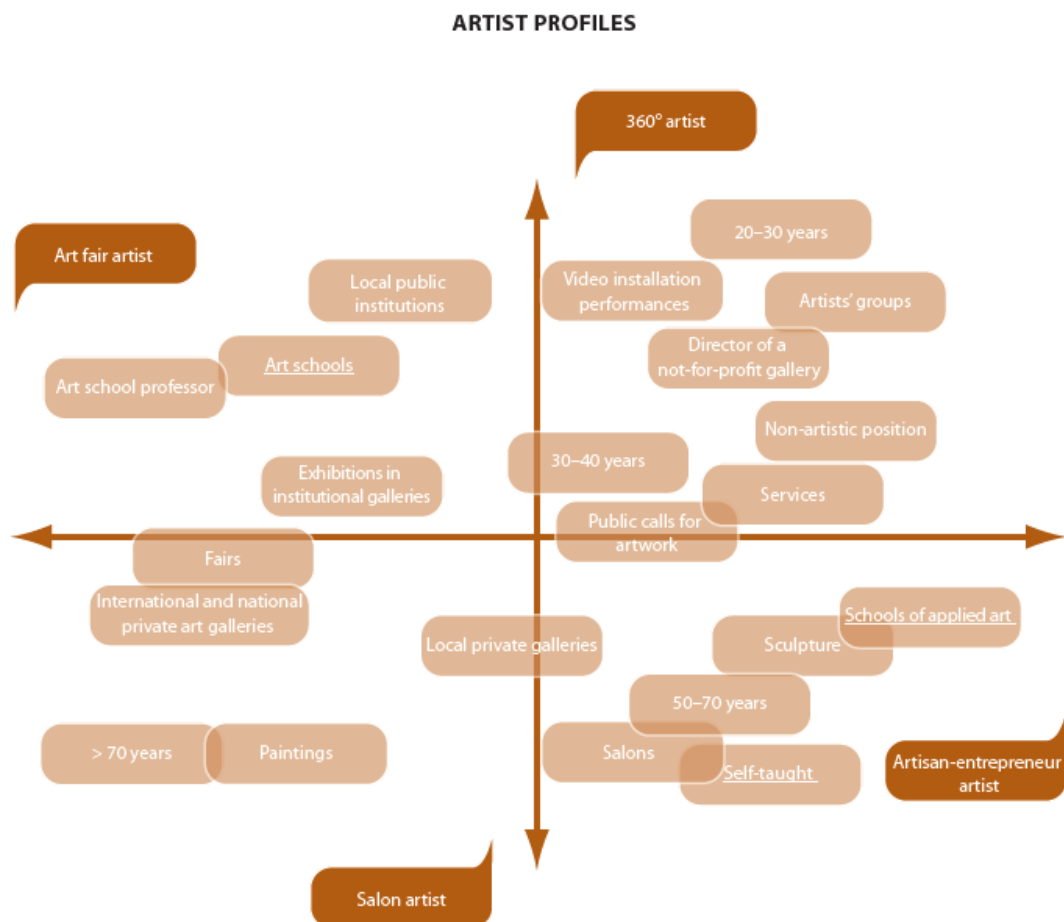 ARTIST PROFILES
360° artist
20–30 years
Art fair artist
Local public
institutions
Video installation
performances
Artists' groups
Art schools
Director of a
not-for-profit gallery
Art school professor
Non-artistic position
30–40 years
Exhibitions in
institutional galleries
Services
Public calls for
artwork
Fairs
International and national
private art galleries
Schools of applied art
Local private galleries
Sculpture
50–70 years
> 70 years
Paintings
Salons
Self-taught
Artisan-entrepreneur
artist
Salon artist